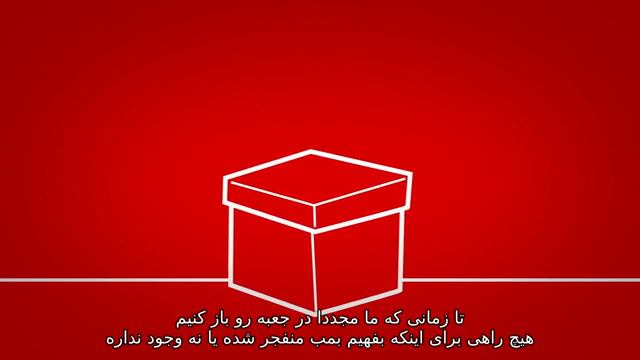 تا زمانی که ما مجددا در جعبه رو باز کنیم
هیچ راهی برای اینکه بفهیم بمب منفجر شده یا نه وجود نداره